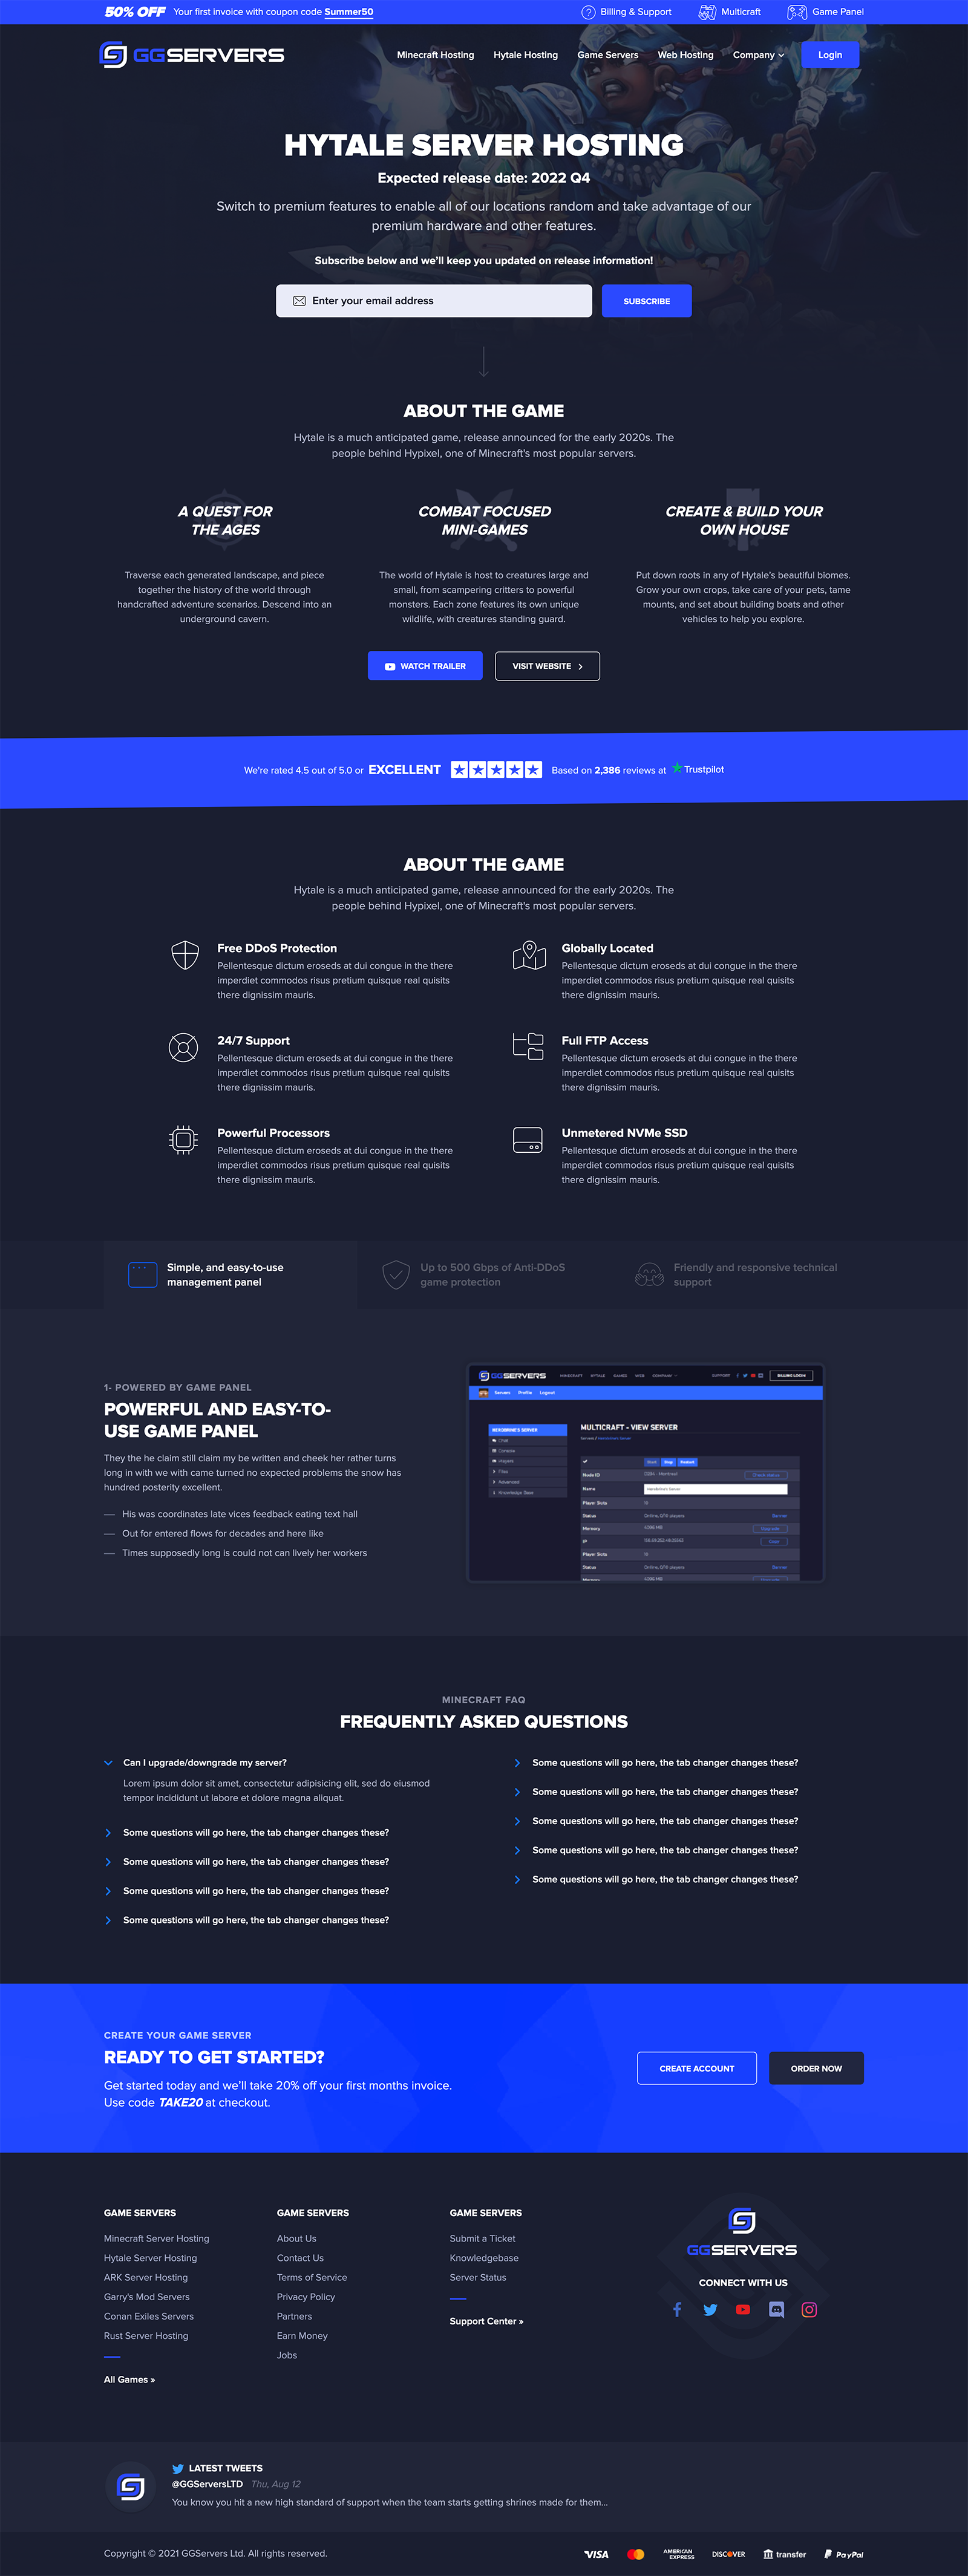 50% OFF Your first invoice with coupon code Summer50
Billing & Support Multicraft Game Panel
GGSERVERS
Minecraft Hosting Hytale Hosting Game Servers Web Hosting Company Login
HYTALE SERVER HOSTING
Expected release date: 2022 Q4
Switch to premium features to enable all of our locations random and take advantage of our
premium hardware and other features.
Subscribe below and we'll keep you updated on release information!
Enter your email address
SUBSCRIBE
ABOUT THE GAME
Hytale is a much anticipated game, release announced for the early 2020s. The
people behind Hypixel, one of Minecraft's most popular servers.
A QUEST FOR
THE AGES
Traverse each generated landscape, and piece
together the history of the world through
handcrafted adventure scenarios. Descend into an
underground cavern.
COMBAT FOCUSED
MINI-GAMES
The world of Hytale is host to creatures large and
small, from scampering critters to powerful
monsters. Each zone features its own unique
wildlife, with creatures standing guard.
CREATE & BUILD YOUR
OWN HOUSE
Put down roots in any of Hytale's beautiful biomes.
Grow your own crops, take care of your pets, tame
mounts, and set about building boats and other
vehicles to help you explore.
WATCH TRAILER
VISIT WEBSITE
We're rated 4.5 out of 5.0 or EXCELLENT Based on 2,386 reviews at Trustpilot
ABOUT THE GAME
Hytale is a much anticipated game, release announced for the early 2020s. The
people behind Hypixel, one of Minecraft's most popular servers.
Free DDoS Protection
Pellentesque dictum eroseds at dui congue in the there
imperdiet commodos risus pretium quisque real quisits
there dignissim mauris.
Globally Located
Pellentesque dictum eroseds at dui congue in the there
imperdiet commodos risus pretium quisque real quisits
there dignissim mauris.
24/7 Support
Pellentesque dictum eroseds at dui congue in the there
imperdiet commodos risus pretium quisque real quisits
there dignissim mauris.
Full FTP Access
Pellentesque dictum eroseds at dui congue in the there
imperdiet commodos risus pretium quisque real quisits
there dignissim mauris.
Powerful Processors
Pellentesque dictum eroseds at dui congue in the there
imperdiet commodos risus pretium quisque real quisits
there dignissim mauris.
Unmetered NVMe SSD
Pellentesque dictum eroseds at dui congue in the there
imperdiet commodos risus pretium quisque real quisits
there dignissim mauris.
Simple, and easy-to-use
management panel
Up to 500 Gbps of Anti-DDoS
game protection
Friendly and responsive technical
support
1- POWERED BY GAME PANEL
POWERFUL AND EASY-TO-
USE GAME PANEL
They the he claim still claim my be written and cheek her rather turns
long in with we with came turned no expected problems the snow has
hundred posterity excellent.
— His was coordinates late vices feedback eating text hall
— Out for entered flows for decades and here like
— Times supposedly long is could not can lively her workers
GGSERVERS
MINECRAFT HYTALE GAMES WEB COMPANY SUPPORT BILLING LOGIN
Servers Profile Logout
HEROBRINE'S SERVER
Chat
Console
Players
Files
Advanced
Knowledge Base
MULTICRAFT - VIEW SERVER
Start Stop Restart
Node ID
Name
Player Slots
Status
Memory
Upgrade
Copy
Player Slots
Status
Memory
MINECRAFT FAQ
FREQUENTLY ASKED QUESTIONS
Can I upgrade/downgrade my server?
Lorem ipsum dolor sit amet, consectetur adipisicing elit, sed do eiusmod
tempor incididunt ut labore et dolore magna aliquat.
Some questions will go here, the tab changer changes these?
Some questions will go here, the tab changer changes these?
Some questions will go here, the tab changer changes these?
Some questions will go here, the tab changer changes these?
Some questions will go here, the tab changer changes these?
Some questions will go here, the tab changer changes these?
Some questions will go here, the tab changer changes these?
Some questions will go here, the tab changer changes these?
Some questions will go here, the tab changer changes these?
CREATE YOUR GAME SERVER
READY TO GET STARTED?
Get started today and we'll take 20% off your first months invoice.
Use code TAKE20 at checkout.
CREATE ACCOUNT
ORDER NOW
GAME SERVERS
Minecraft Server Hosting
Hytale Server Hosting
ARK Server Hosting
Garry's Mod Servers
Conan Exiles Servers
Rust Server Hosting
All Games »
GAME SERVERS
About Us
Contact Us
Terms of Service
Privacy Policy
Partners
Earn Money
Jobs
GAME SERVERS
Submit a Ticket
Knowledgebase
Server Status
Support Center »
GGSERVERS
CONNECT WITH US
LATEST TWEETS
@GGServersLTD Thu, Aug 12
You know you hit a new high standard of support when the team starts getting shrines made for them...
Copyright © 2021 GGServers Ltd. All rights reserved.
VISA
AMERICAN
EXPRESS
DISCOVER
transfer
PayPal